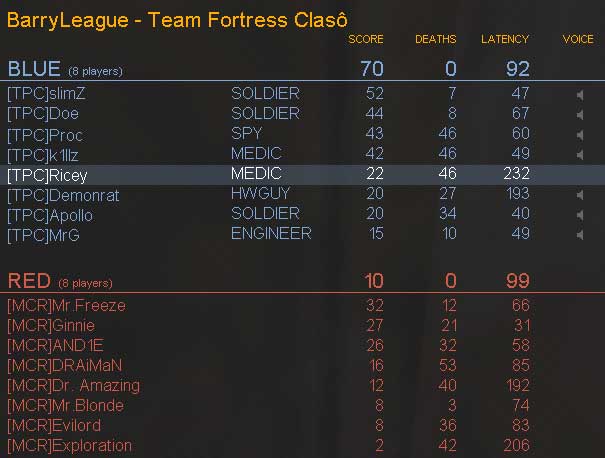 BarryLeague - Team Fortress Clasô
SCORE DEATHS LATENCY VOICE
BLUE (8 players) 70 0 92
[TPC]slimZ SOLDIER 52 7 47
[TPC]Doe SOLDIER 44 8 67
[TPC]Proc SPY 43 46 60
[TPC]k1llz MEDIC 42 46 49
[TPC]Ricey MEDIC 22 46 232
[TPC]Demonrat HWGUY 20 27 193
[TPC]Apollo SOLDIER 20 34 40
[TPC]MrG ENGINEER 15 10 49
RED (8 players) 10 0 99
[MCR]Mr.Freeze 32 12 66
[MCR]Ginnie 27 21 31
[MCR]AND1E 26 32 58
[MCR]DRAiMaN 16 53 85
[MCR]Dr. Amazing 12 40 192
[MCR]Mr.Blonde 8 3 74
[MCR]Evilord 8 36 83
[MCR]Exploration 2 42 206